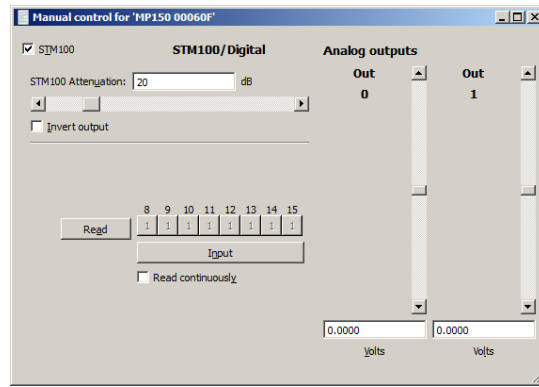 Manual control for 'MP150 00060F'
STM100
STM100/Digital
Analog outputs
STM100 Attenuation: 20 dB
Invert output
Out 0
Out 1
8 9 10 11 12 13 14 15
Read
1 1 1 1 1 1 1 1
Input
Read continuously
0.0000 0.0000
Volts Volts